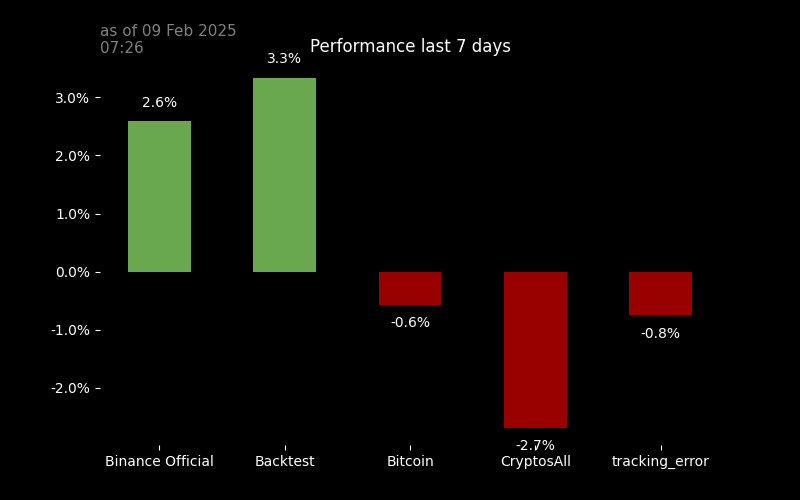 as of 09 Feb 2025
07:26
Performance last 7 days
3.3%
3.0%
2.6%
2.0%
1.0%
0.0%
-0.6%
-0.8%
-1.0%
-2.0%
-2.7%
Binance Official
Backtest
Bitcoin
CryptosAll
tracking_error